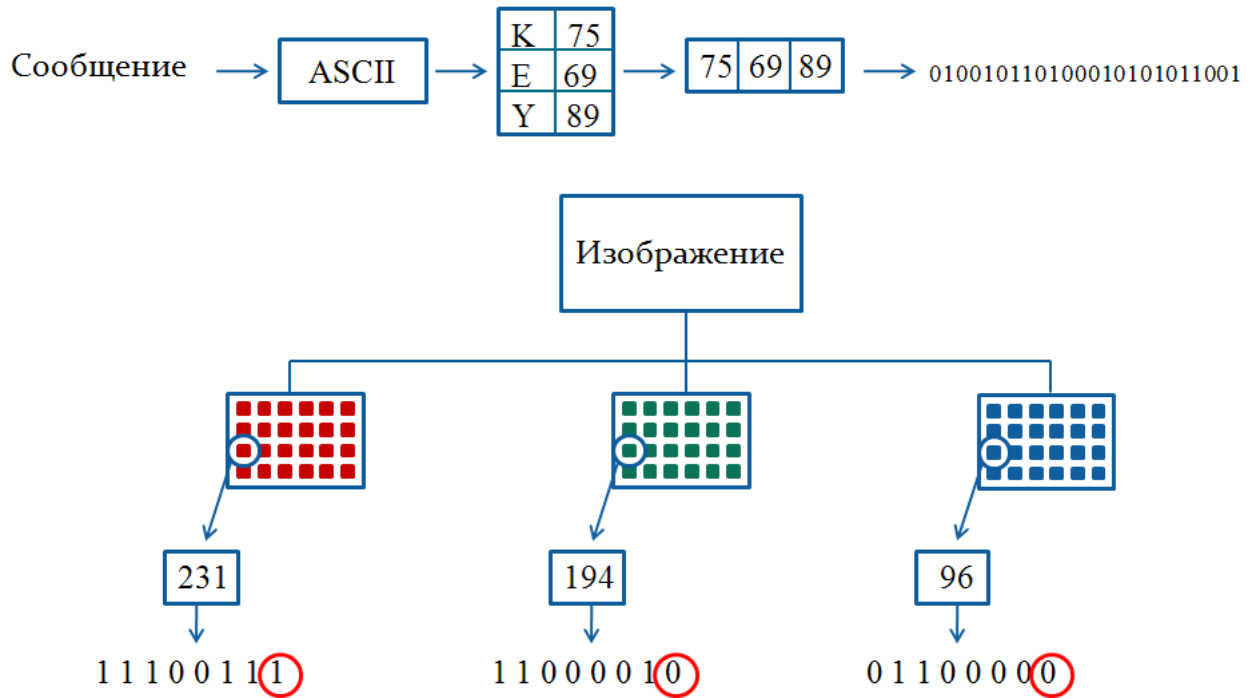 Сообщение
ASCII
K 75
E 69
Y 89
75 69 89
010010110100010101011001
Изображение
231
194
96
1 1 1 0 0 1 1 1
1 1 0 0 0 0 1 0
0 1 1 0 0 0 0 0